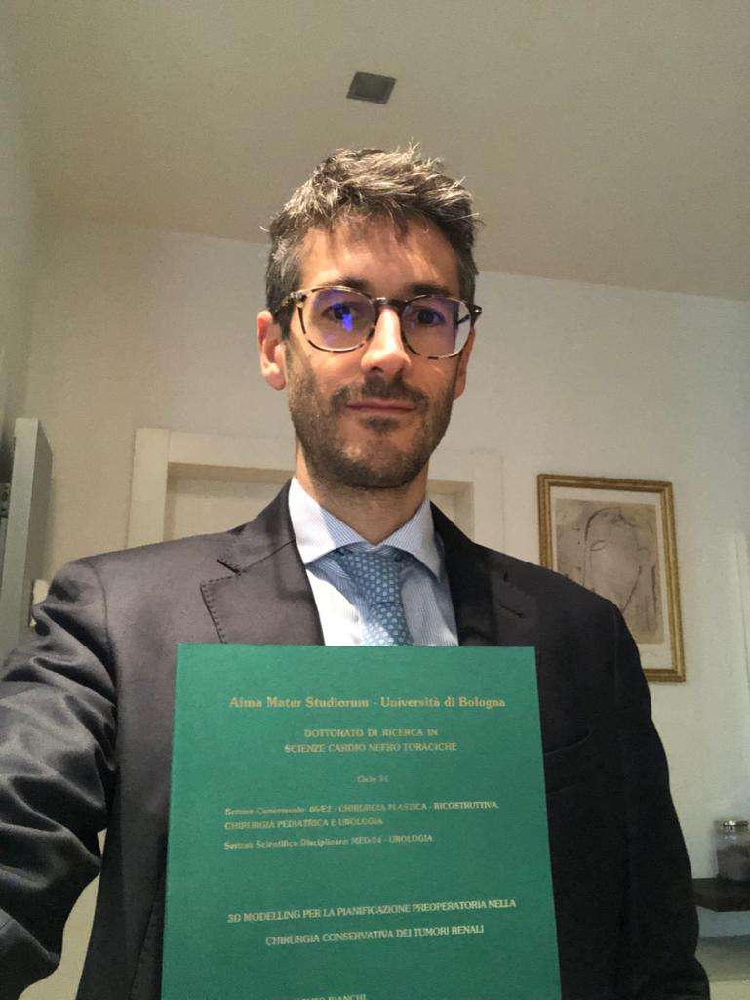 Alma Mater Studiorum - Università di Bologna
DOTTORATO DI RICERCA IN
SCIENZE CARDIO NEFRO TORACICHE
Ciclo 34
Settore Concorsuale: 06/E2 - CHIRURGIA PLASTICA - RICOSTRUTTIVA,
CHIRURGIA PEDIATRICA E UROLOGIA
Settore Scientifico Disciplinare: MED/24 - UROLOGIA
3D MODELLING PER LA PIANIFICAZIONE PREOPERATORIA NELLA
CHIRURGIA CONSERVATIVA DEI TUMORI RENALI
BIANCHI